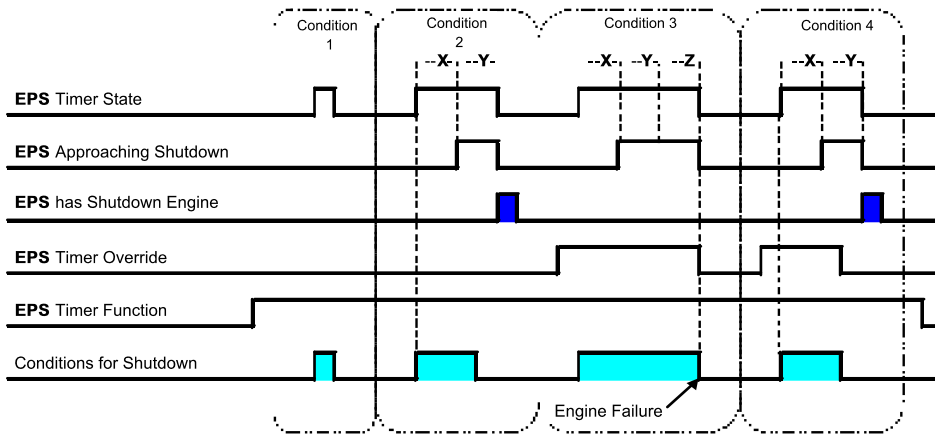 Condition
1
Condition
2
Condition 3
Condition 4
--X- --Y-
--X- --Y- --Z
--X- --Y-
EPS Timer State
EPS Approaching Shutdown
EPS has Shutdown Engine
EPS Timer Override
EPS Timer Function
Conditions for Shutdown
Engine Failure